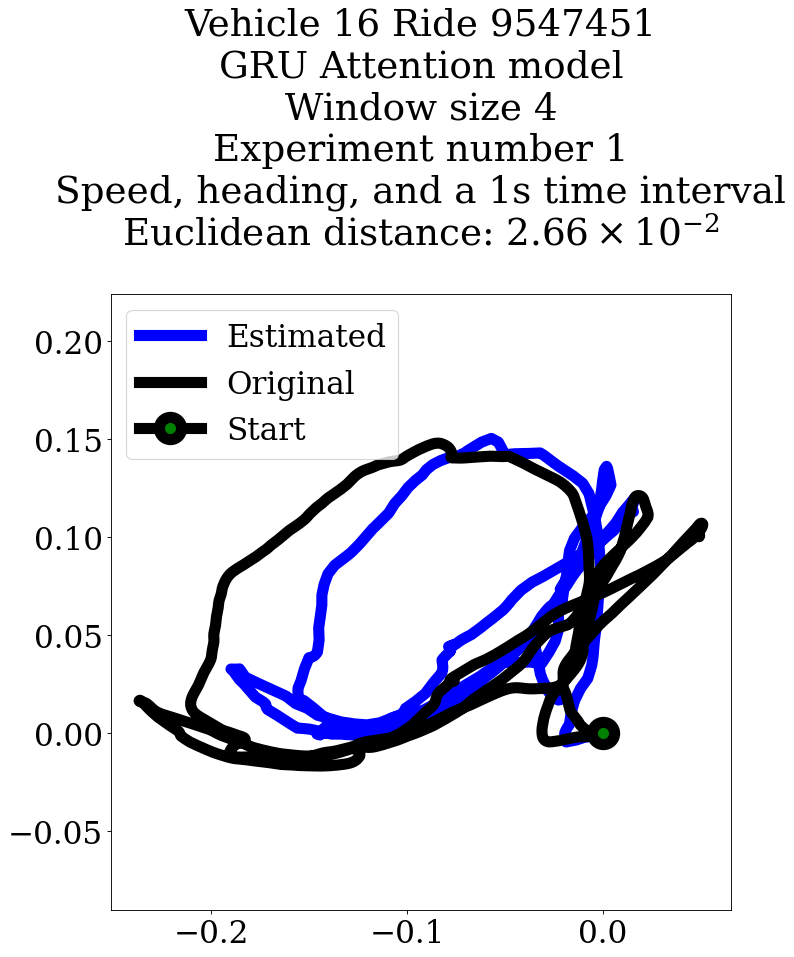 Vehicle 16 Ride 9547451
GRU Attention model
Window size 4
Experiment number 1
Speed, heading, and a 1s time interval
Euclidean distance: 2.66 × 10⁻²
Estimated
Original
Start
0.20
0.15
0.10
0.05
0.00
−0.05
−0.2
−0.1
0.0